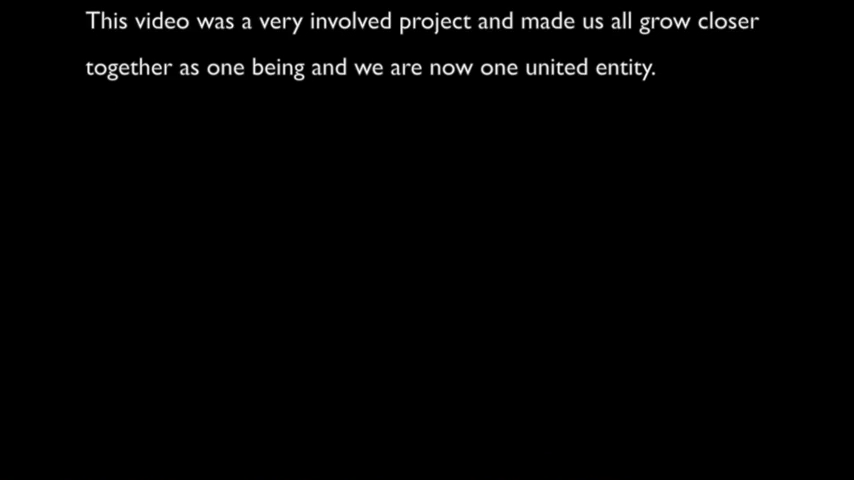 This video was a very involved project and made us all grow closer
together as one being and we are now one united entity.